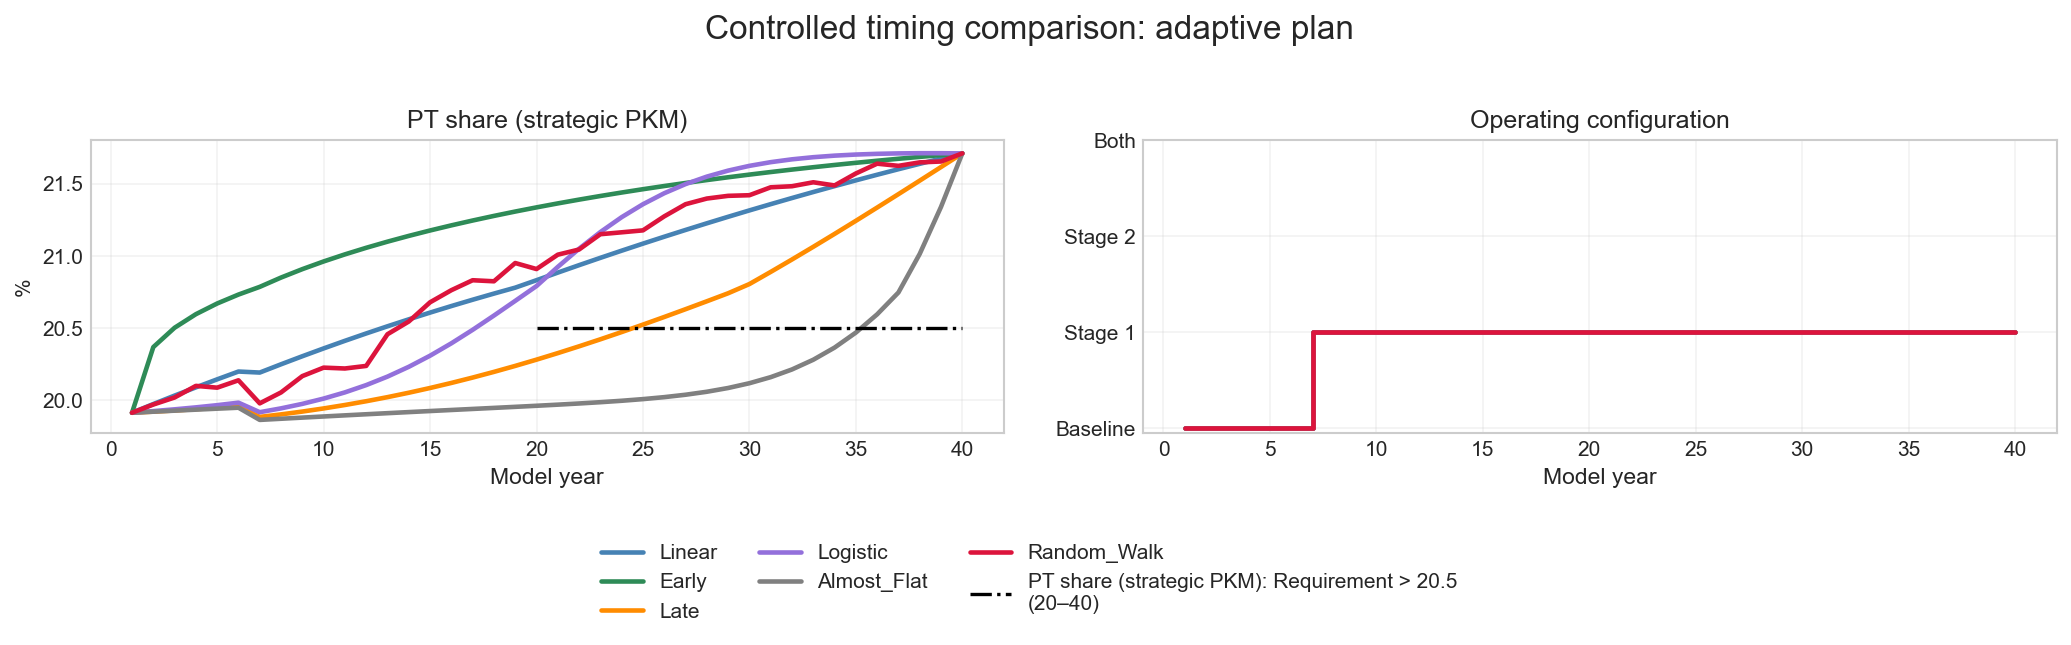 Controlled timing comparison: adaptive plan
PT share (strategic PKM)
%
21.5
21.0
20.5
20.0
0 5 10 15 20 25 30 35 40
Model year
Operating configuration
Both
Stage 2
Stage 1
Baseline
0 5 10 15 20 25 30 35 40
Model year
Linear
Early
Late
Logistic
Almost_Flat
Random_Walk
PT share (strategic PKM): Requirement > 20.5
(20–40)